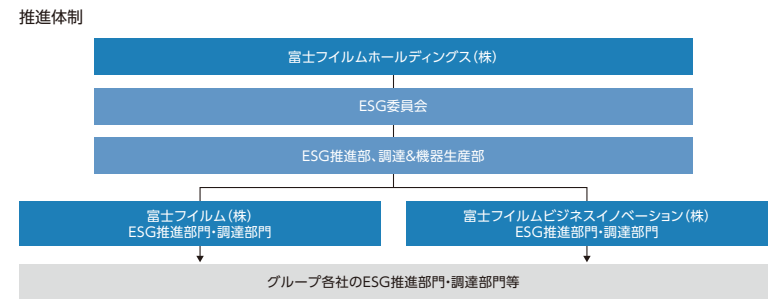 推進体制
富士フイルムホールディングス(株)
ESG委員会
ESG推進部、調達&機器生産部
富士フイルム(株)
ESG推進部門・調達部門
富士フイルムビジネスイノベーション(株)
ESG推進部門・調達部門
グループ各社のESG推進部門・調達部門等